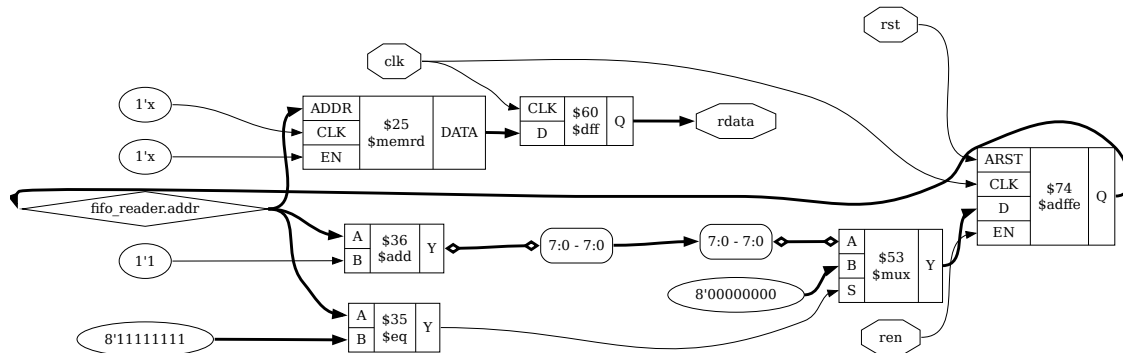 rst
clk
1'x
ADDR
CLK
EN
$25
$memrd
DATA
CLK
D
$60
$dff
Q
rdata
1'x
ARST
CLK
D
EN
$74
$adffe
Q
fifo_reader.addr
A
B
$36
$add
Y
7:0 - 7:0
7:0 - 7:0
A
B
S
$53
$mux
Y
1'1
8'00000000
A
B
$35
$eq
Y
8'11111111
ren